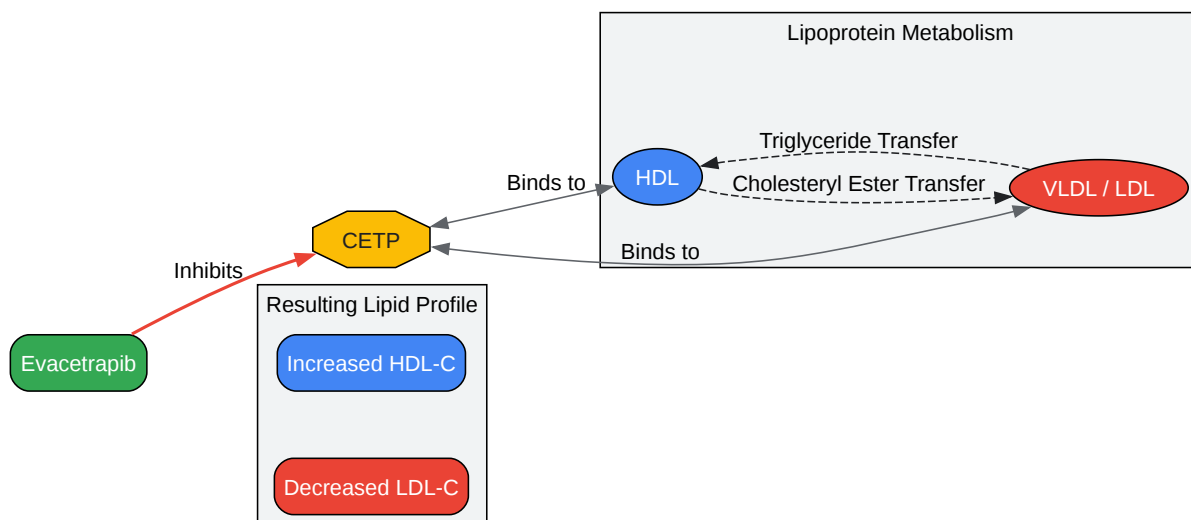 Lipoprotein Metabolism
Triglyceride Transfer
HDL
Cholesteryl Ester Transfer
VLDL / LDL
Binds to
CETP
Binds to
Inhibits
Resulting Lipid Profile
Evacetrapib
Increased HDL-C
Decreased LDL-C